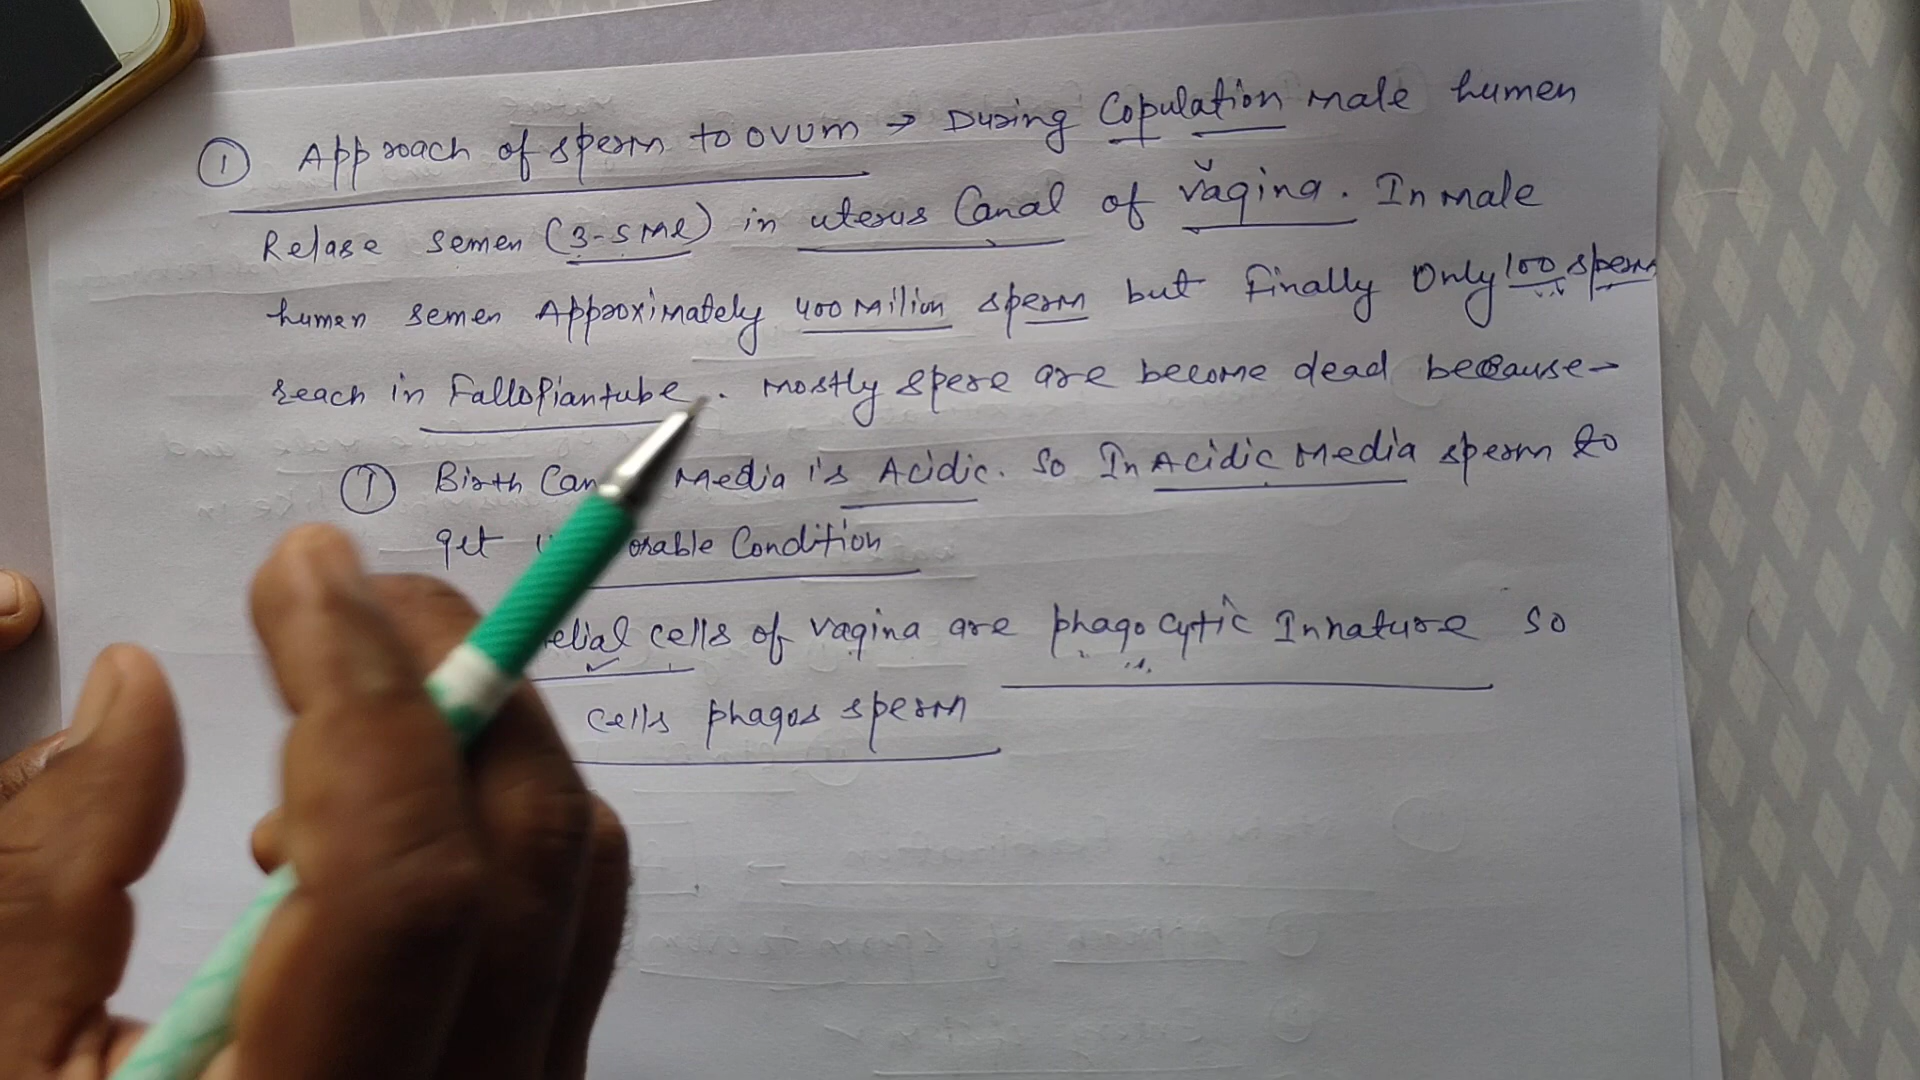 ① Approach of sperm to ovum → During Copulation male humen
Relase semen (3-5ml) in uterus Canal of vagina. In male
humen semen Approximately 400 Milion sperm but Finally Only 100 sperm
reach in Fallopiantube. Mostly spere are become dead because→
① Birth Can Media is Acidic. So In Acidic Media sperm to
get orable Condition
elial cells of vagina are phagocytic In nature so
cells phagos sperm